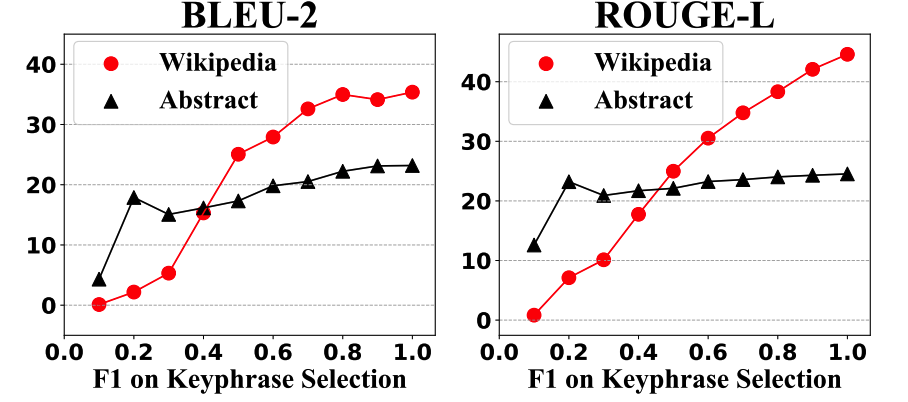 BLEU-2
Wikipedia
Abstract
40
30
20
10
0
0.0 0.2 0.4 0.6 0.8 1.0
F1 on Keyphrase Selection
ROUGE-L
Wikipedia
Abstract
40
30
20
10
0
0.0 0.2 0.4 0.6 0.8 1.0
F1 on Keyphrase Selection